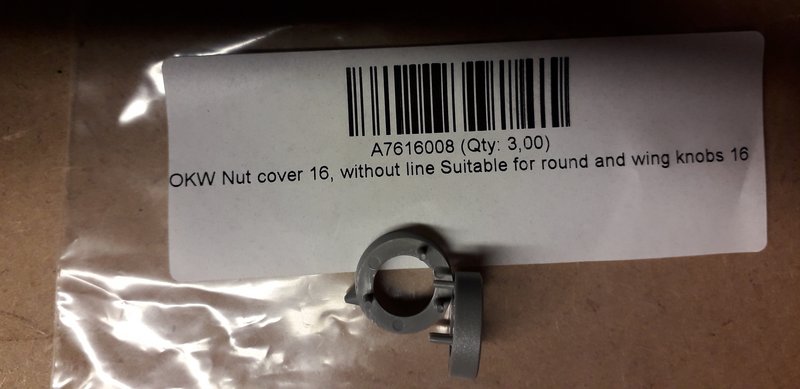 A7616008 (Qty: 3,00)
OKW Nut cover 16, without line Suitable for round and wing knobs 16